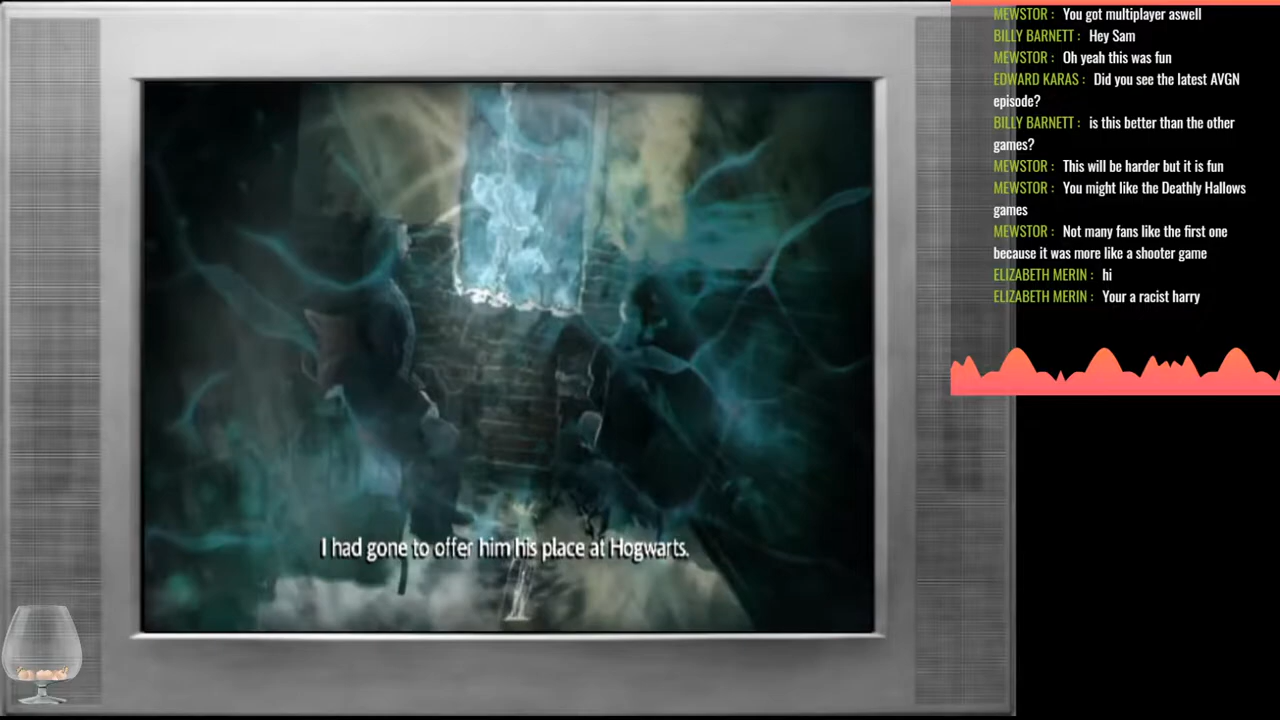 I had gone to offer him his place at Hogwarts.
MEWSTOR : You got multiplayer aswell
BILLY BARNETT : Hey Sam
MEWSTOR : Oh yeah this was fun
EDWARD KARAS : Did you see the latest AVGN
episode?
BILLY BARNETT : is this better than the other
games?
MEWSTOR : This will be harder but it is fun
MEWSTOR : You might like the Deathly Hallows
games
MEWSTOR : Not many fans like the first one
because it was more like a shooter game
ELIZABETH MERIN : hi
ELIZABETH MERIN : Your a racist harry